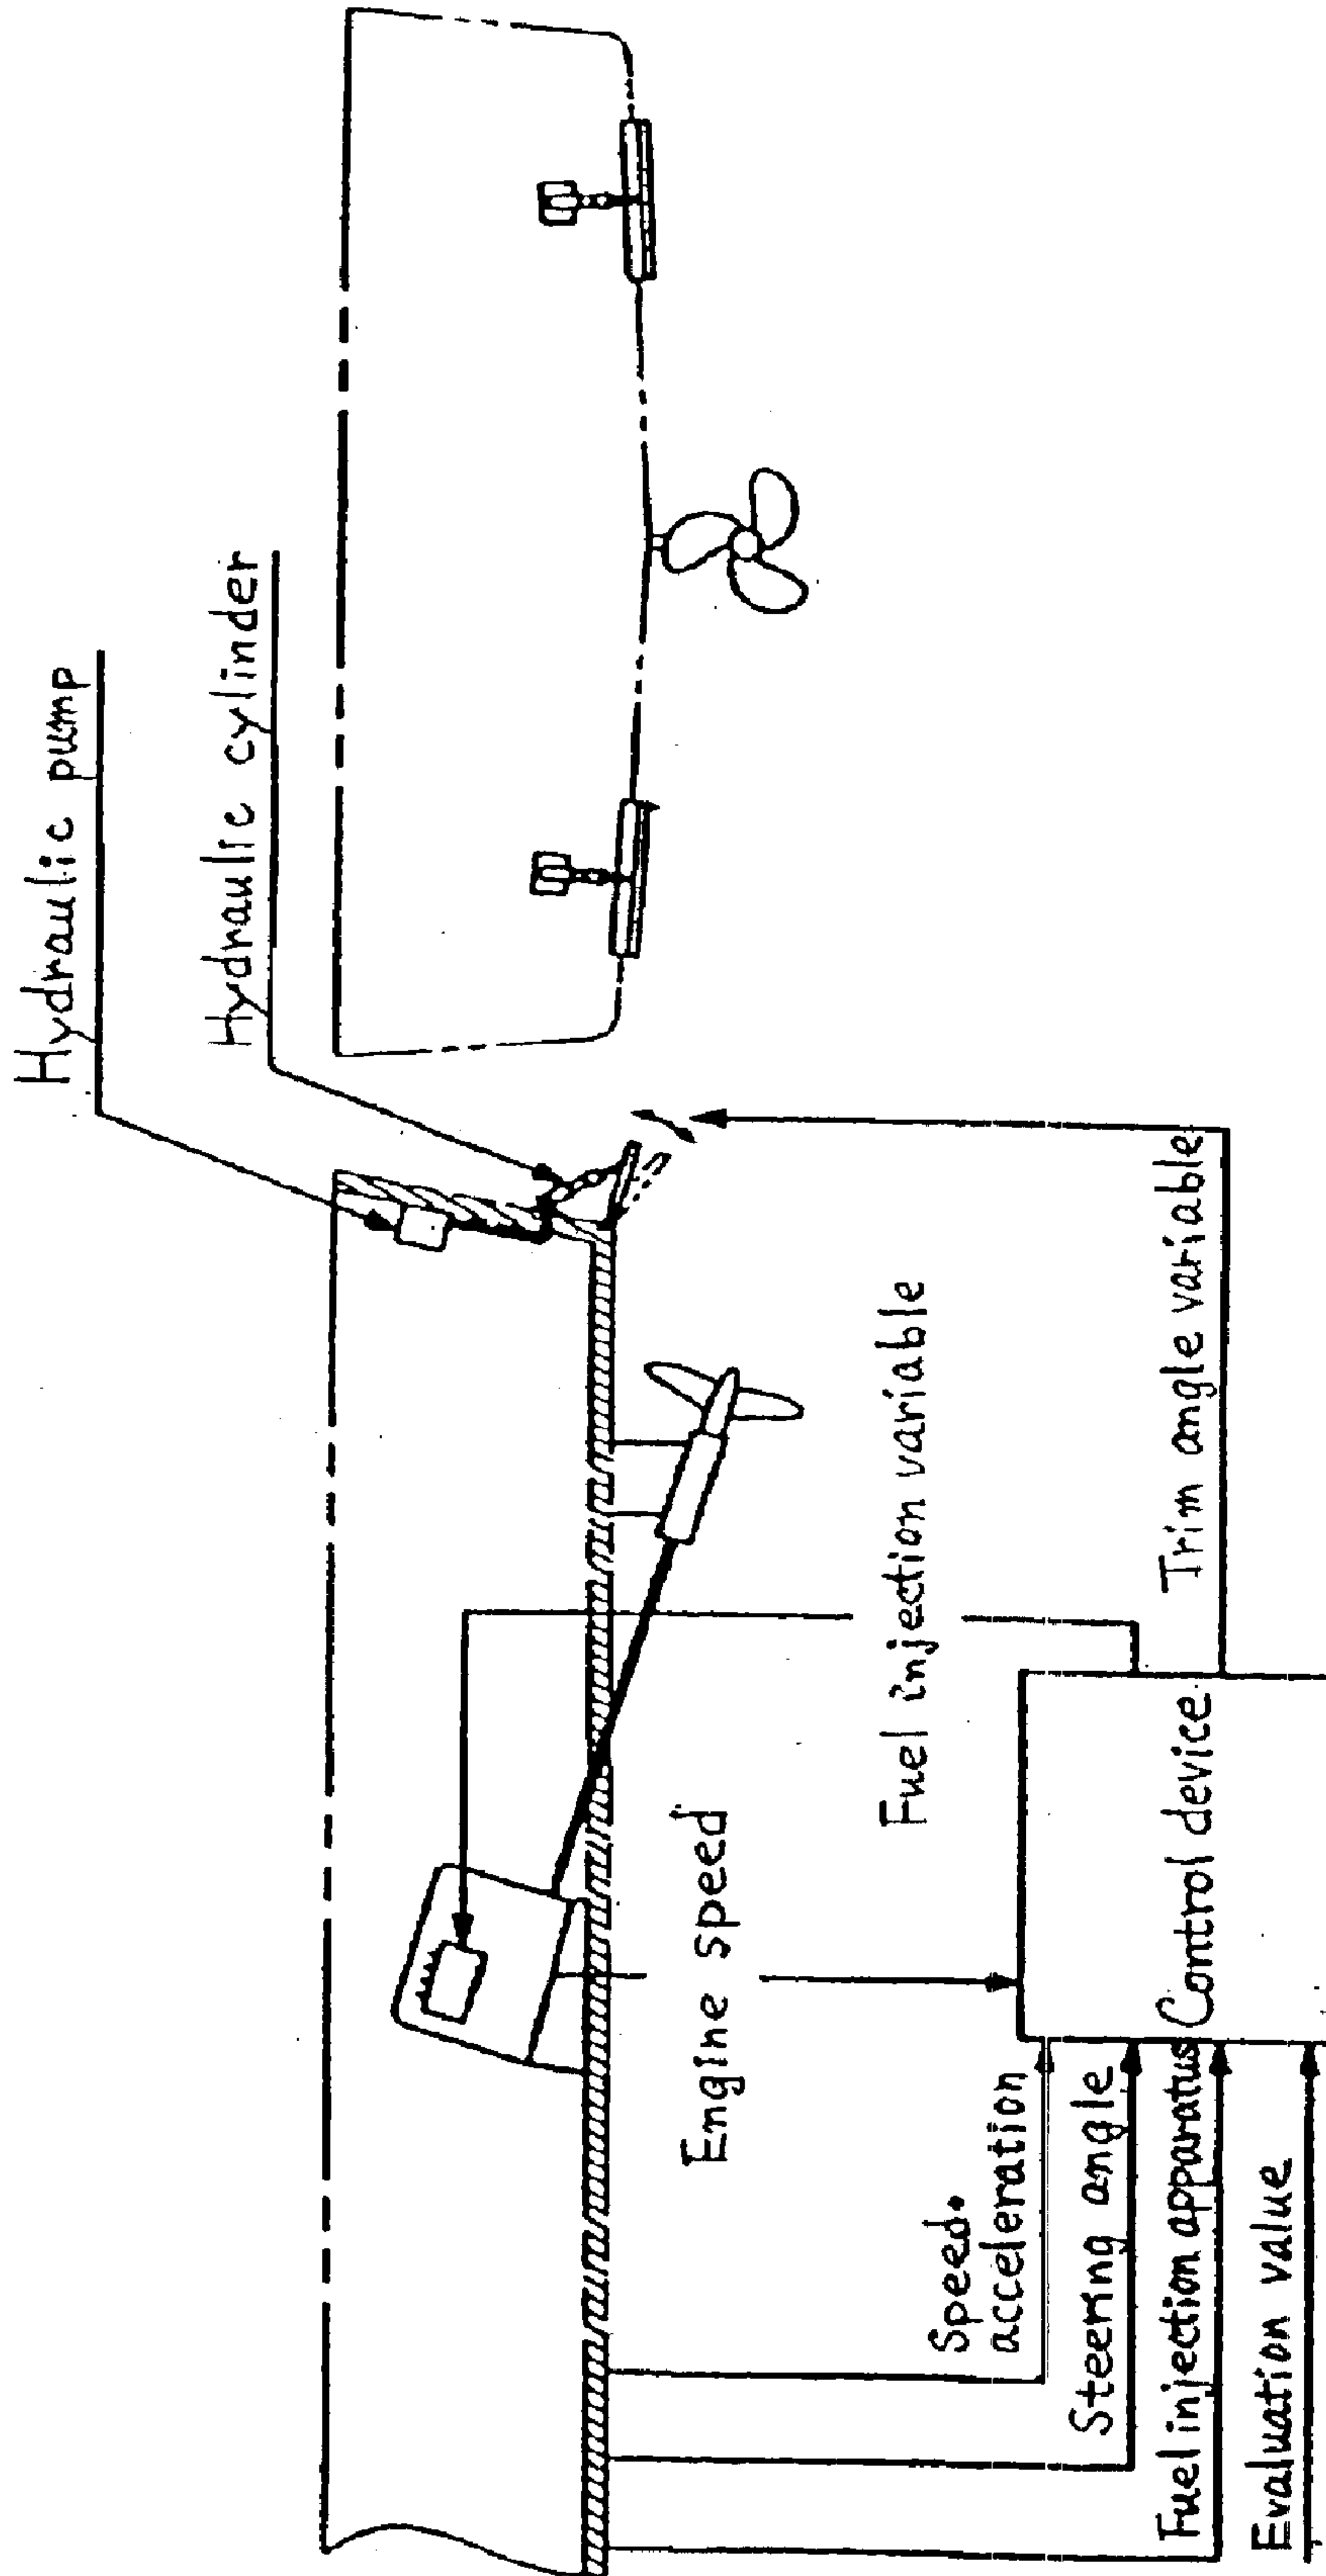 Hydraulic pump
Hydraulic cylinder
Fuel injection variable
Trim angle variable
Engine speed
Control device
Speed•
acceleration
Steering angle
Fuel injection apparatus
Evaluation value